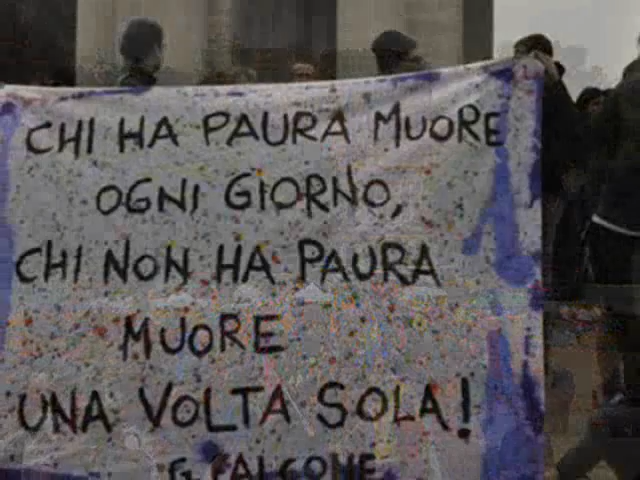 CHI HA PAURA MUORE
OGNI GIORNO,
CHI NON HA PAURA
MUORE
UNA VOLTA SOLA!
G. FALCONE